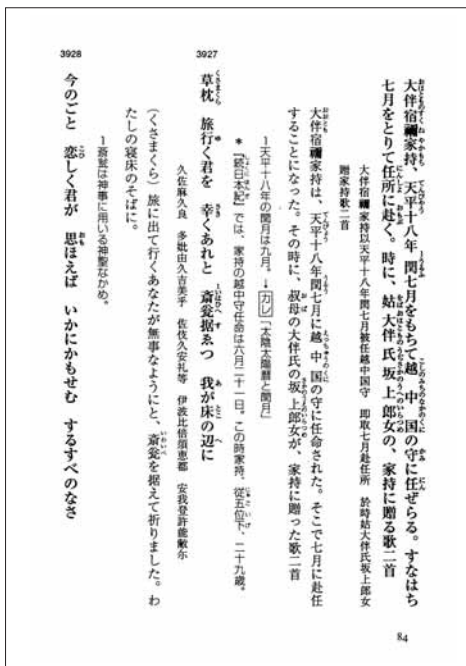 大伴宿禰家持、天平十八年 1閏七月をもちて越中国の守に任ぜらる。すなはち
七月をとりて任所に赴く。時に、姑大伴氏坂上郎女の、家持に贈る歌二首
大伴宿禰家持以天平十八年閏七月被任越中国守 即取七月赴任所 於時姑大伴氏坂上郎女
贈家持歌二首
大伴宿禰家持は、天平十八年閏七月に越中国の守に任命された。そこで七月に赴任
することになった。その時に、叔母の大伴氏の坂上郎女が、家持に贈った歌二首
1 天平十八年の閏月は九月。→カレ「太陰太陽暦と閏月」
＊『続日本紀』では、家持の越中守任命は六月二十一日。この時家持、従五位下、二十九歳。
3927
草枕 旅行く君を 幸くあれと 1斎瓮据ゑつ 我が床の辺に
久佐麻久良 多妣由久吉美乎 佐伎久安礼等 伊波比倍須恵都 安我登許能敝尓
（くさまくら）旅に出て行くあなたが無事なようにと、斎瓮を据えて祈りました。わ
たしの寝床のそばに。
1 斎瓮は神事に用いる神聖なかめ。
3928
今のごと 恋しく君が 思ほえば いかにかもせむ するすべのなさ
84